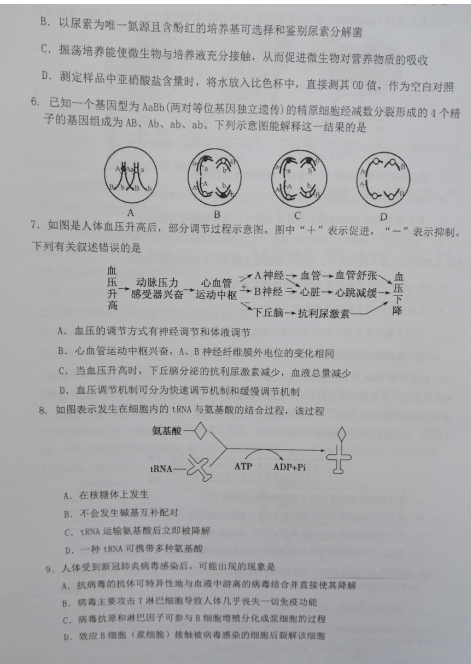 B. 以尿素为唯一氮源且含酚红的培养基可选择和鉴别尿素分解菌
C. 振荡培养能使微生物与培养液充分接触，从而促进微生物对营养物质的吸收
D. 测定样品中亚硝酸盐含量时，将水放入比色杯中，直接测其OD值，作为空白对照
6. 已知一个基因型为AaBb(两对等位基因独立遗传)的精原细胞经减数分裂形成的4个精
子的基因组成为AB、Ab、ab、ab。下列示意图能解释这一结果的是
A B C D
7. 如图是人体血压升高后，部分调节过程示意图。图中“＋”表示促进，“－”表示抑制。
下列有关叙述错误的是
血压升高 动脉压力感受器兴奋 心血管运动中枢
－ A神经 血管 血管舒张
＋ B神经 － 心脏 心跳减缓 血压下降
－ 下丘脑 抗利尿激素
A. 血压的调节方式有神经调节和体液调节
B. 心血管运动中枢兴奋，A、B神经纤维膜外电位的变化相同
C. 当血压升高时，下丘脑分泌的抗利尿激素减少，血液总量减少
D. 血压调节机制可分为快速调节机制和缓慢调节机制
8. 如图表示发生在细胞内的tRNA与氨基酸的结合过程，该过程
氨基酸
tRNA ATP ADP+Pi
A. 在核糖体上发生
B. 不会发生碱基互补配对
C. tRNA运输氨基酸后立即被降解
D. 一种tRNA可携带多种氨基酸
9. 人体受到新冠肺炎病毒感染后，可能出现的现象是
A. 抗病毒的抗体可特异性地与血液中游离的病毒结合并直接使其降解
B. 病毒主要攻击T淋巴细胞导致人体几乎丧失一切免疫功能
C. 病毒抗原和淋巴因子可参与B细胞增殖分化成浆细胞的过程
D. 效应B细胞（浆细胞）接触被病毒感染的细胞后裂解该细胞